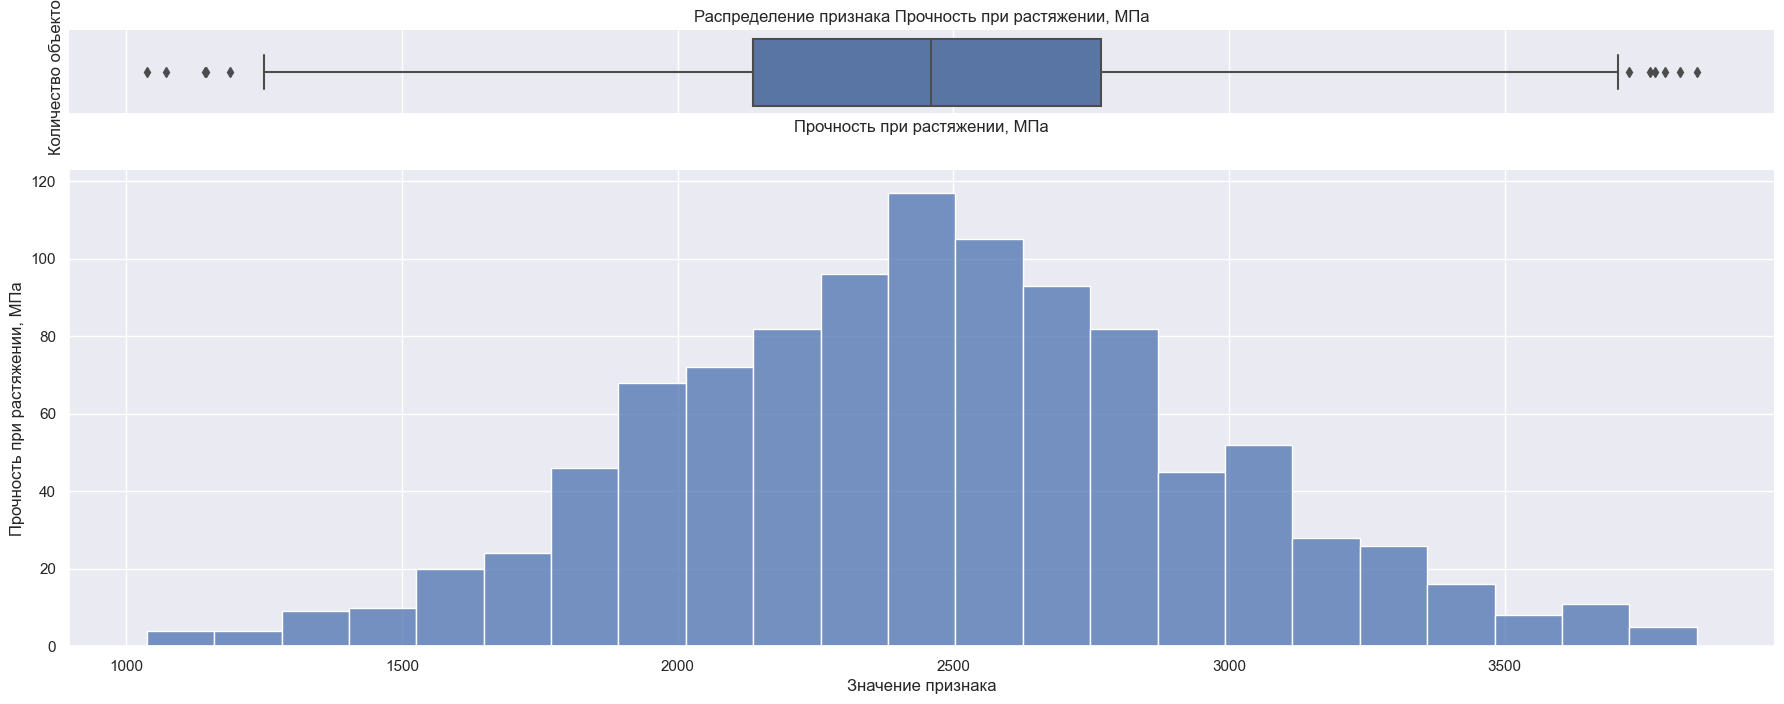 Распределение признака Прочность при растяжении, МПа
Количество объекто
Прочность при растяжении, МПа
Прочность при растяжении, МПа
120
100
80
60
40
20
0
1000 1500 2000 2500 3000 3500
Значение признака